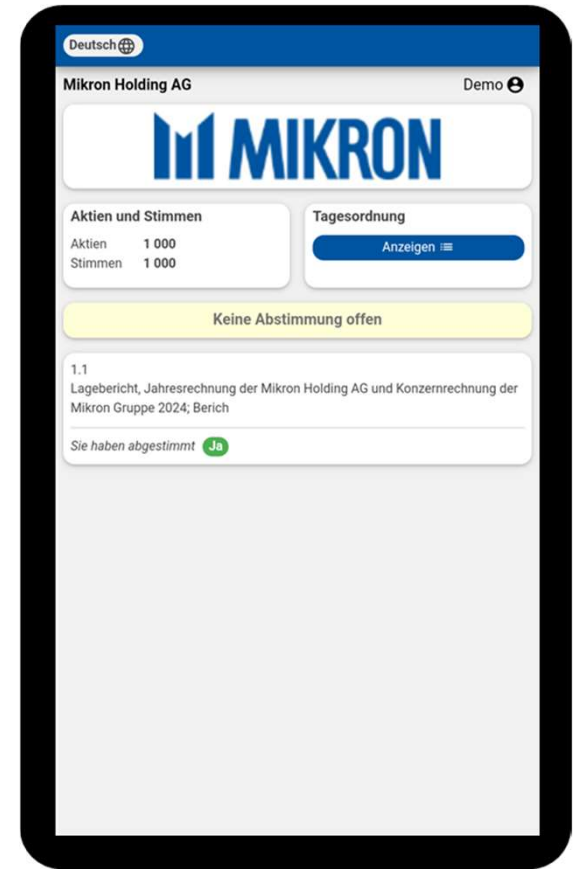 Deutsch
Mikron Holding AG
Demo
MIKRON
Aktien und Stimmen
Aktien 1 000
Stimmen 1 000
Tagesordnung
Anzeigen
Keine Abstimmung offen
1.1
Lagebericht, Jahresrechnung der Mikron Holding AG und Konzernrechnung der
Mikron Gruppe 2024; Berich
Sie haben abgestimmt Ja